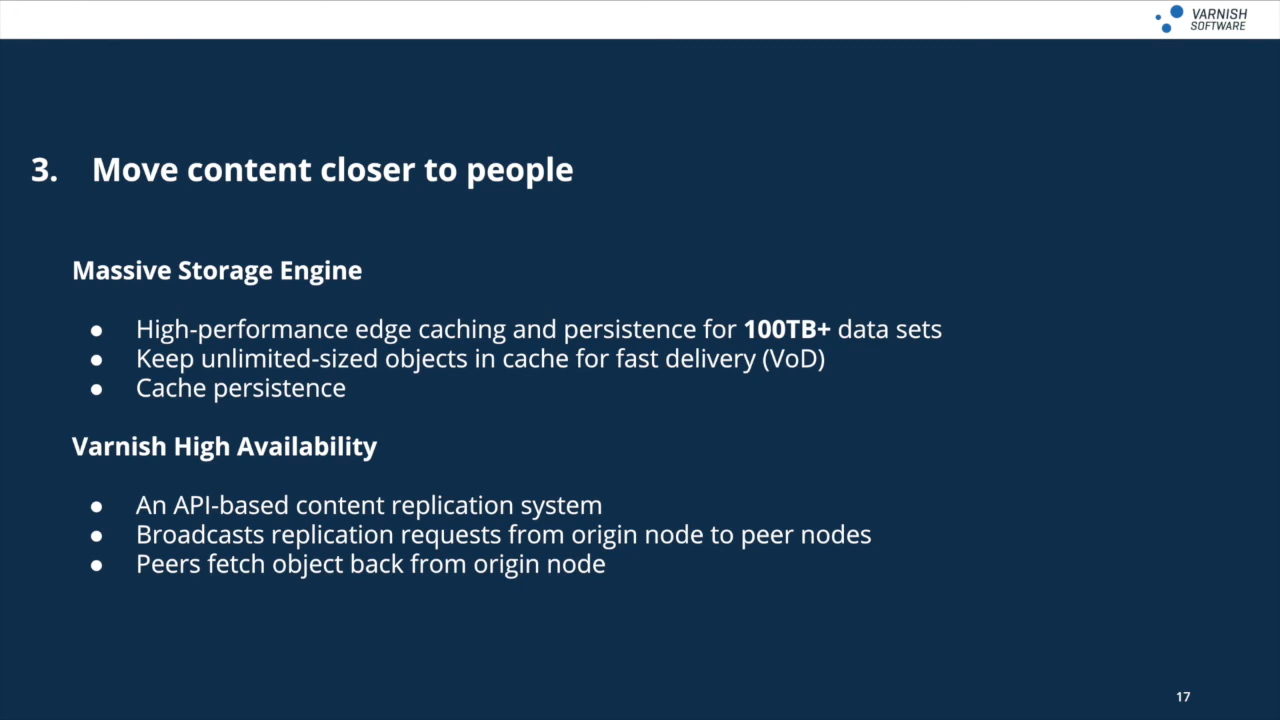 VARNISH
SOFTWARE
3. Move content closer to people
Massive Storage Engine
● High-performance edge caching and persistence for 100TB+ data sets
● Keep unlimited-sized objects in cache for fast delivery (VoD)
● Cache persistence
Varnish High Availability
● An API-based content replication system
● Broadcasts replication requests from origin node to peer nodes
● Peers fetch object back from origin node
17